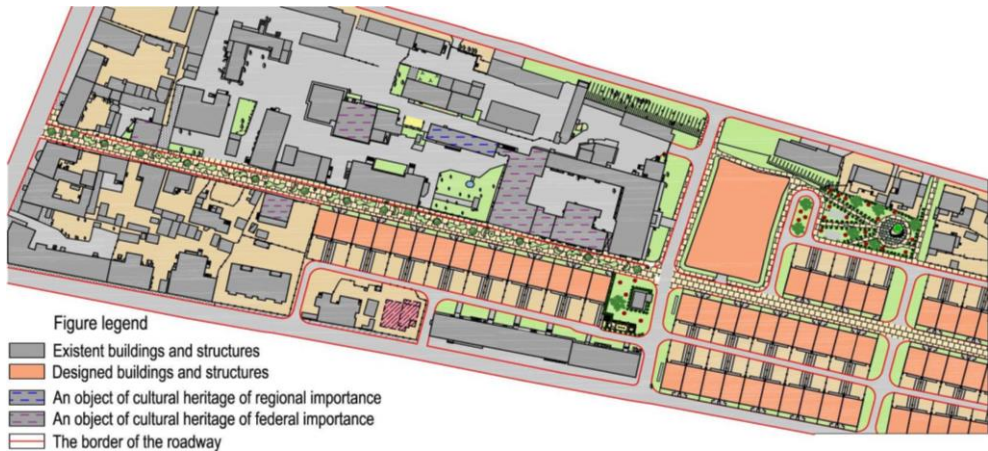 Figure legend
Existent buildings and structures
Designed buildings and structures
An object of cultural heritage of regional importance
An object of cultural heritage of federal importance
The border of the roadway